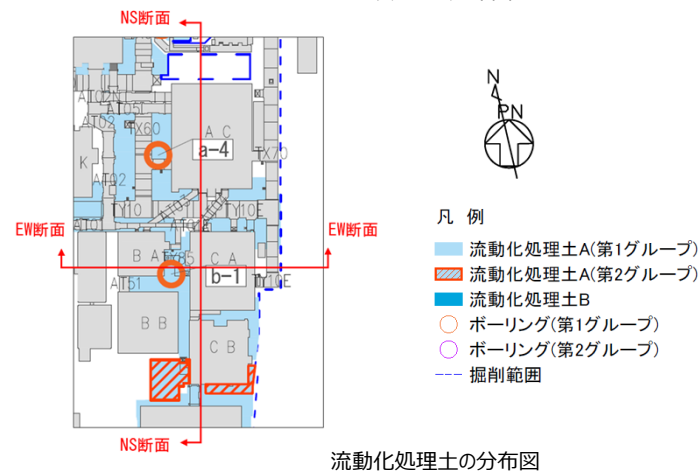 NS断面
AT02N
AT05
AT02
TX60
A C
a-4
K
TX70
AT02
TY10
TY10E
AT01
EW断面
EW断面
B A
C A
b-1
AT51
B B
C B
NS断面
N
PN
凡 例
流動化処理土A(第1グループ)
流動化処理土A(第2グループ)
流動化処理土B
ボーリング(第1グループ)
ボーリング(第2グループ)
掘削範囲
流動化処理土の分布図